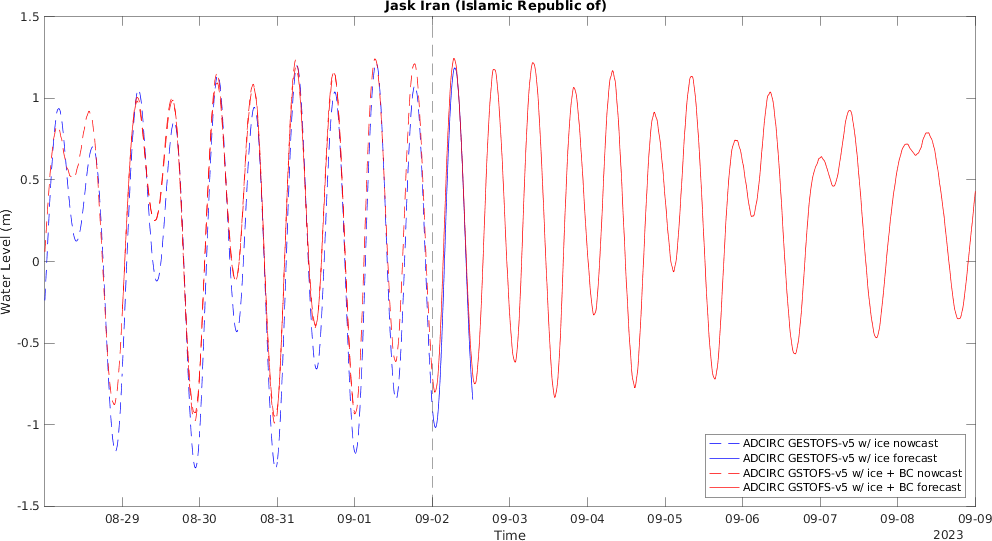 Jask Iran (Islamic Republic of)
1.5
1
0.5
0
-0.5
-1
-1.5
Water Level (m)
ADCIRC GESTOFS-v5 w/ ice nowcast
ADCIRC GESTOFS-v5 w/ ice forecast
ADCIRC GSTOFS-v5 w/ ice + BC nowcast
ADCIRC GSTOFS-v5 w/ ice + BC forecast
08-29 08-30 08-31 09-01 09-02 09-03 09-04 09-05 09-06 09-07 09-08 09-09
Time
2023